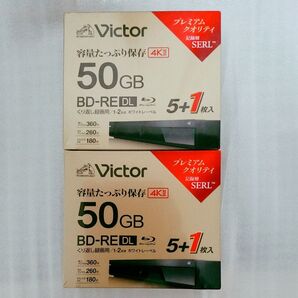 Victor
プレミアム
クオリティ
記録層
SERL™
容量たっぷり保存 4K
50GB
BD-RE DL
くり返し録画用 1-2倍速 ホワイトレーベル
360
260
180
5+1枚入
Victor
プレミアム
クオリティ
記録層
SERL™
容量たっぷり保存 4K
50GB
BD-RE DL
くり返し録画用 1-2倍速 ホワイトレーベル
360
260
180
5+1枚入